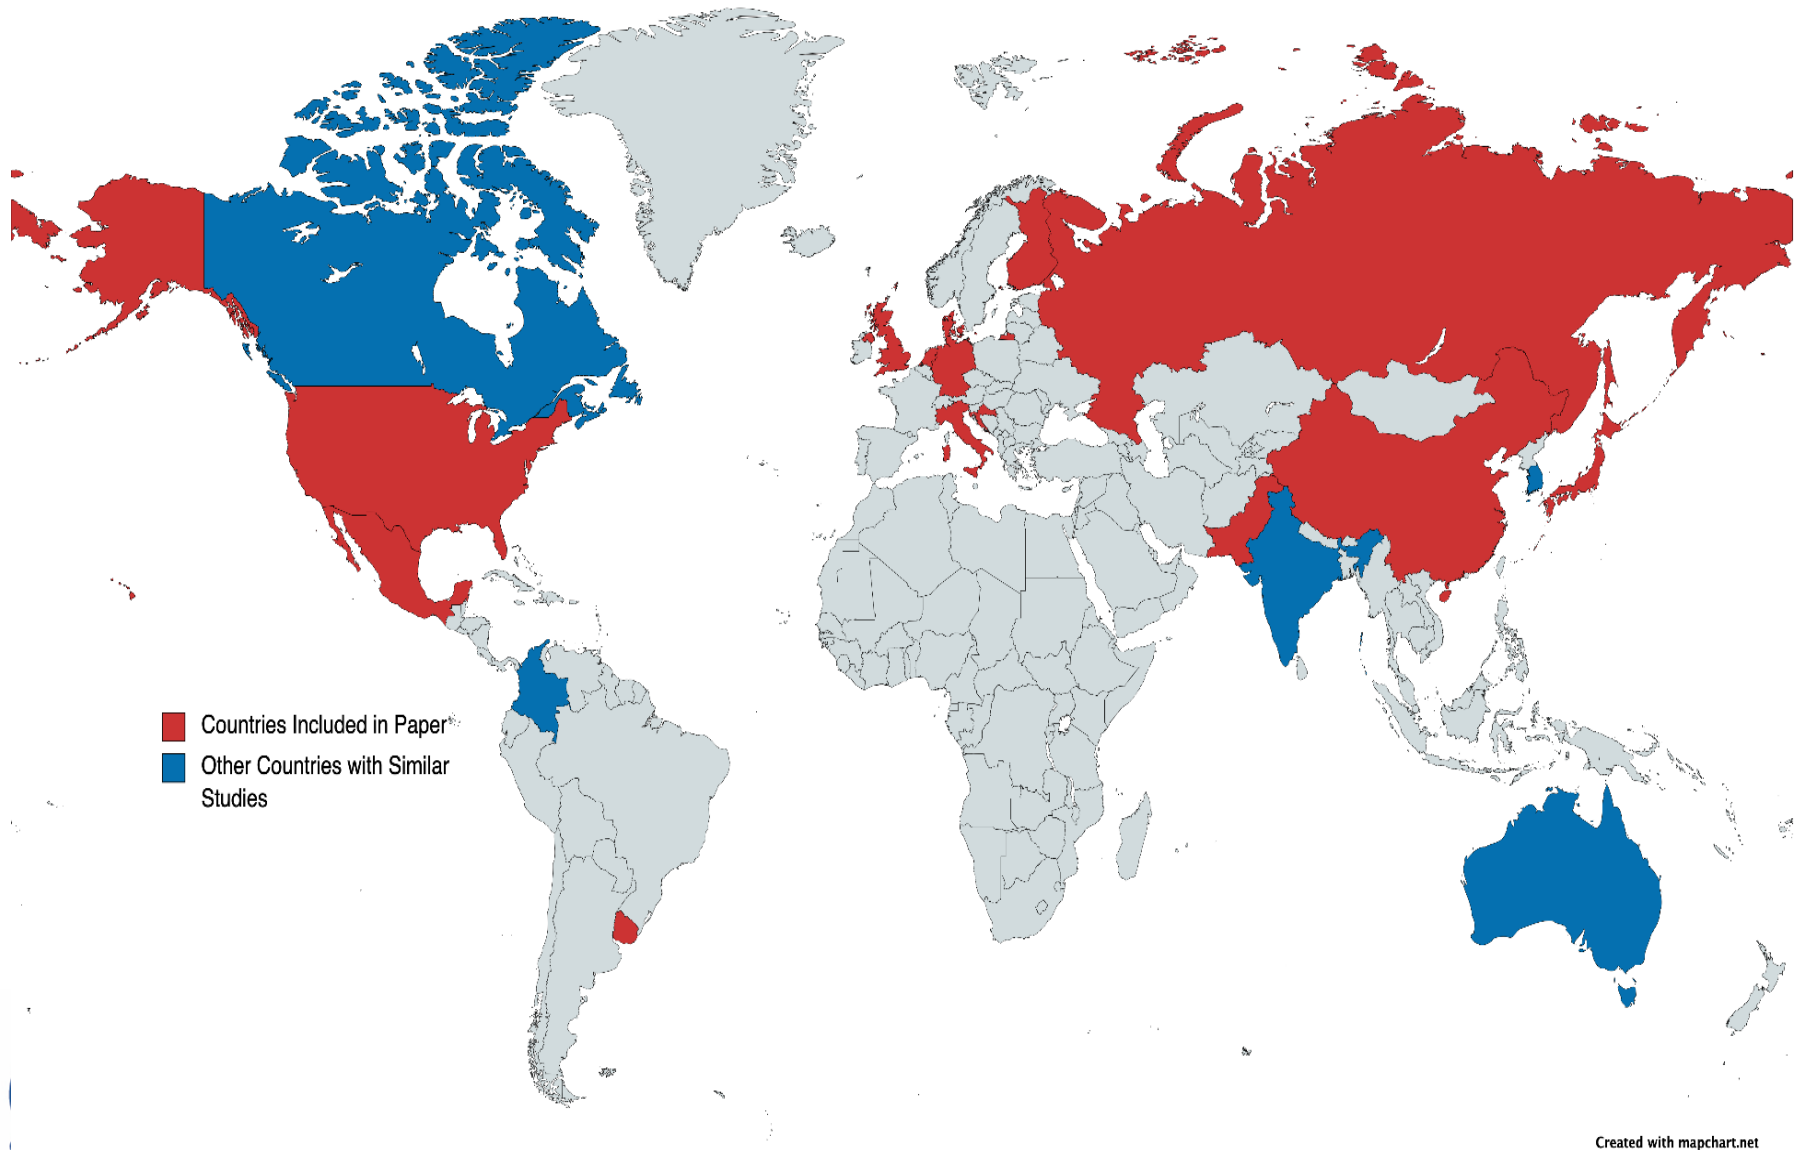 Countries Included in Paper
Other Countries with Similar
Studies
Created with mapchart.net